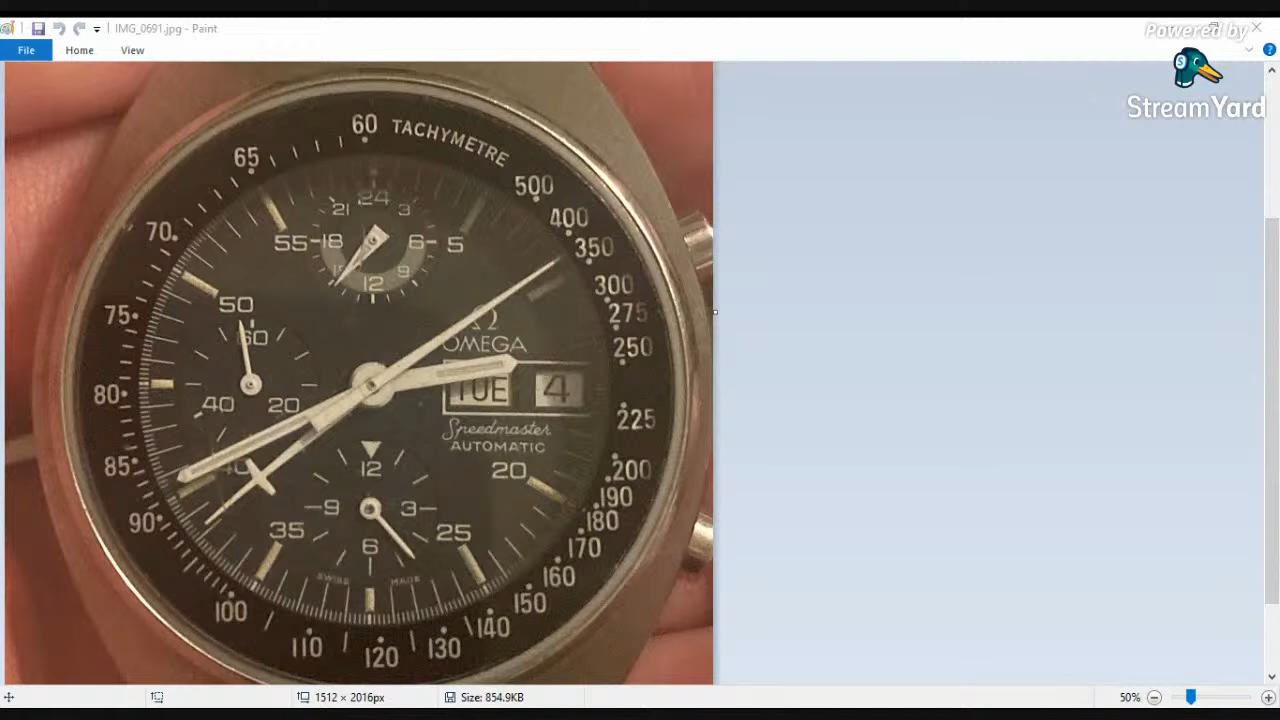 IMG_0691.jpg - Paint
Powered by
File Home View
StreamYard
60 TACHYMETRE
65
500
24
21 3
400
70
55 18 6 5
350
9
12
300
50
75
275
60
OMEGA
250
TUE 4
80
40 20
225
Speedmaster
AUTOMATIC
85
12
20
200
190
90
9 3
180
35 25
170
6
160
SWISS MADE
100
150
140
110
130
120
1512 × 2016px
Size: 854.9KB
50%